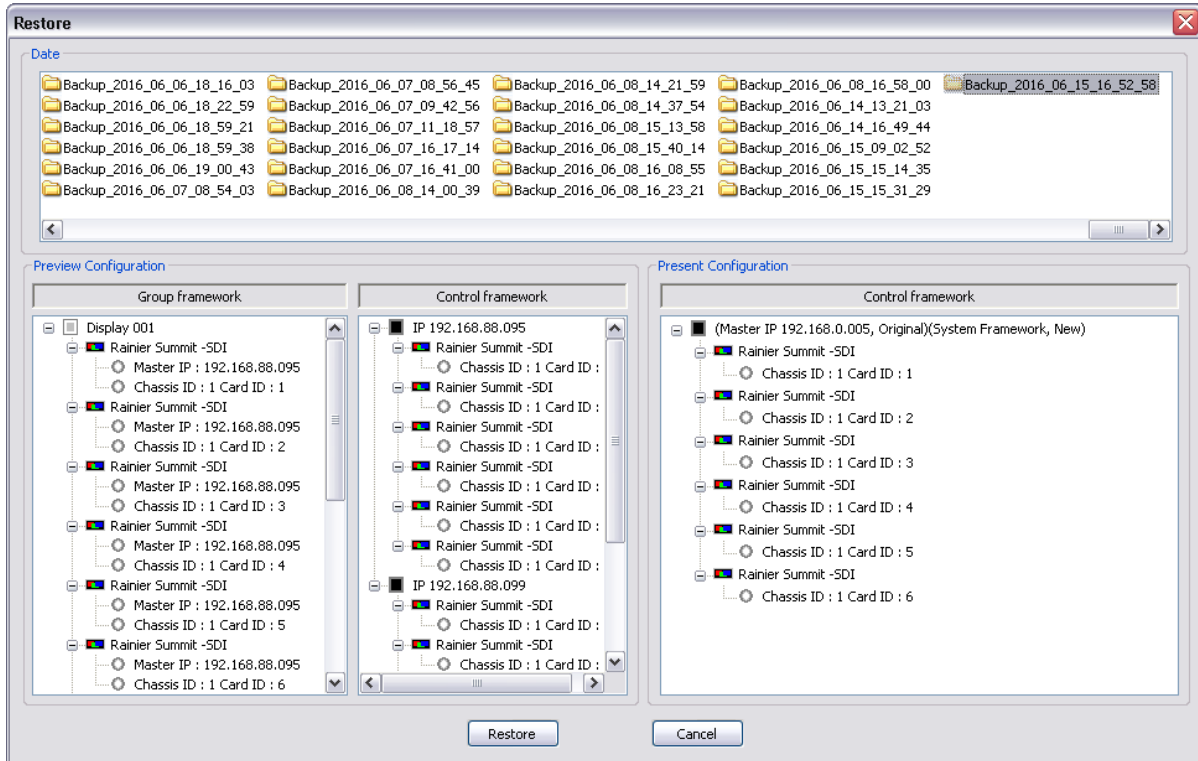 Restore
Date
Backup_2016_06_06_18_16_03 Backup_2016_06_07_08_56_45 Backup_2016_06_08_14_21_59 Backup_2016_06_08_16_58_00 Backup_2016_06_15_16_52_58
Backup_2016_06_06_18_22_59 Backup_2016_06_07_09_42_56 Backup_2016_06_08_14_37_54 Backup_2016_06_14_13_21_03
Backup_2016_06_06_18_59_21 Backup_2016_06_07_11_18_57 Backup_2016_06_08_15_13_58 Backup_2016_06_14_16_49_44
Backup_2016_06_06_18_59_38 Backup_2016_06_07_16_17_14 Backup_2016_06_08_15_40_14 Backup_2016_06_15_09_02_52
Backup_2016_06_06_19_00_43 Backup_2016_06_07_16_41_00 Backup_2016_06_08_16_08_55 Backup_2016_06_15_15_14_35
Backup_2016_06_07_08_54_03 Backup_2016_06_08_14_00_39 Backup_2016_06_08_16_23_21 Backup_2016_06_15_15_31_29
Preview Configuration
Group framework
Display 001
Rainier Summit -SDI
Master IP : 192.168.88.095
Chassis ID : 1 Card ID : 1
Rainier Summit -SDI
Master IP : 192.168.88.095
Chassis ID : 1 Card ID : 2
Rainier Summit -SDI
Master IP : 192.168.88.095
Chassis ID : 1 Card ID : 3
Rainier Summit -SDI
Master IP : 192.168.88.095
Chassis ID : 1 Card ID : 4
Rainier Summit -SDI
Master IP : 192.168.88.095
Chassis ID : 1 Card ID : 5
Rainier Summit -SDI
Master IP : 192.168.88.095
Chassis ID : 1 Card ID : 6
Control framework
IP 192.168.88.095
Rainier Summit -SDI
Chassis ID : 1 Card ID :
Rainier Summit -SDI
Chassis ID : 1 Card ID :
Rainier Summit -SDI
Chassis ID : 1 Card ID :
Rainier Summit -SDI
Chassis ID : 1 Card ID :
Rainier Summit -SDI
Chassis ID : 1 Card ID :
Rainier Summit -SDI
Chassis ID : 1 Card ID :
IP 192.168.88.099
Rainier Summit -SDI
Chassis ID : 1 Card ID :
Rainier Summit -SDI
Chassis ID : 1 Card ID :
Present Configuration
Control framework
(Master IP 192.168.0.005, Original)(System Framework, New)
Rainier Summit -SDI
Chassis ID : 1 Card ID : 1
Rainier Summit -SDI
Chassis ID : 1 Card ID : 2
Rainier Summit -SDI
Chassis ID : 1 Card ID : 3
Rainier Summit -SDI
Chassis ID : 1 Card ID : 4
Rainier Summit -SDI
Chassis ID : 1 Card ID : 5
Rainier Summit -SDI
Chassis ID : 1 Card ID : 6
Restore
Cancel